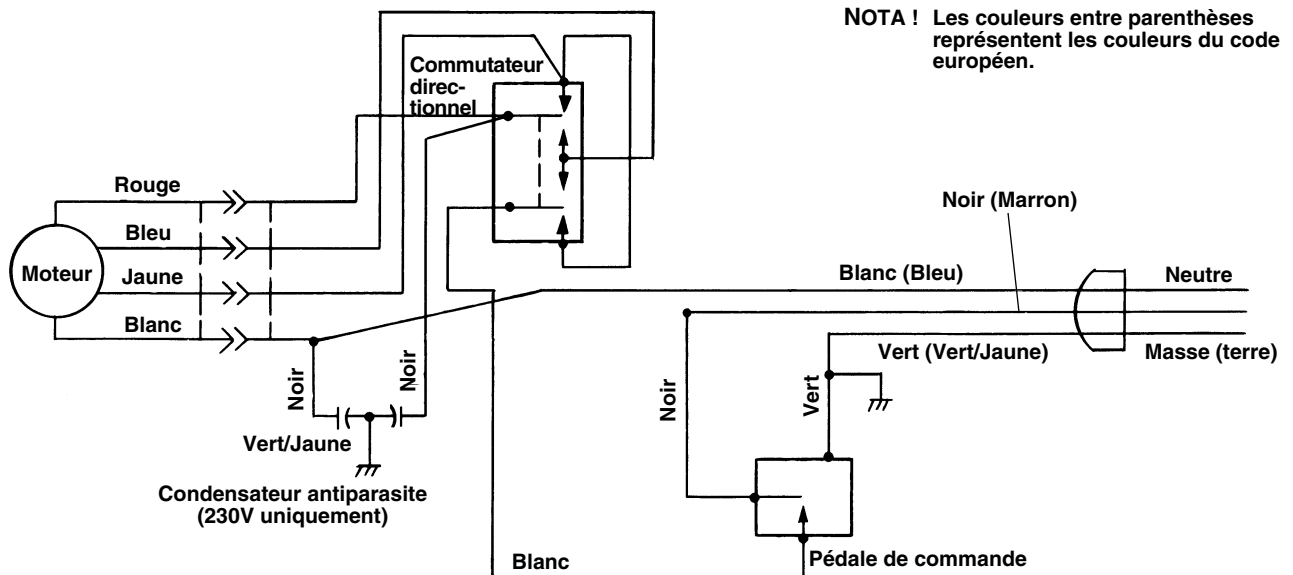 NOTA ! Les couleurs entre parenthèses
représentent les couleurs du code
européen.
Commutateur
direc-
tionnel
Rouge
Bleu
Moteur
Jaune
Blanc
Noir (Marron)
Blanc (Bleu)
Neutre
Vert (Vert/Jaune)
Masse (terre)
Noir
Noir
Noir
Vert
Vert/Jaune
Condensateur antiparasite
(230V uniquement)
Blanc
Pédale de commande